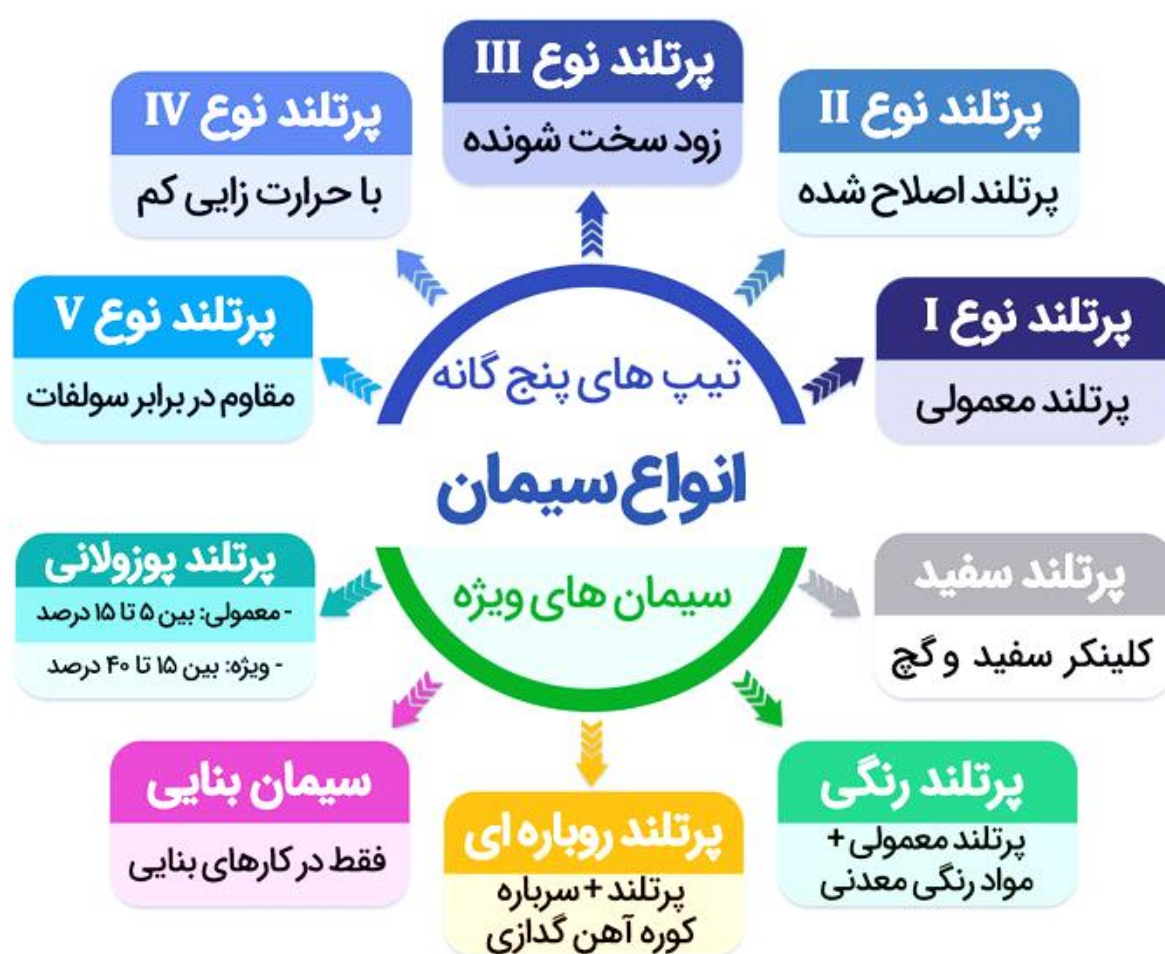 انواع سیمان
تیپ های پنج گانه
پرتلند نوع I
پرتلند معمولی
پرتلند نوع II
پرتلند اصلاح شده
پرتلند نوع III
زود سخت شونده
پرتلند نوع IV
با حرارت زایی کم
پرتلند نوع V
مقاوم در برابر سولفات
سیمان های ویژه
پرتلند سفید
کلینکر سفید و گچ
پرتلند رنگی
پرتلند معمولی +
مواد رنگی معدنی
پرتلند روباره ای
پرتلند + سرباره
کوره آهن گدازی
سیمان بنایی
فقط در کارهای بنایی
پرتلند پوزولانی
- معمولی: بین ۵ تا ۱۵ درصد
- ویژه: بین ۱۵ تا ۴۰ درصد